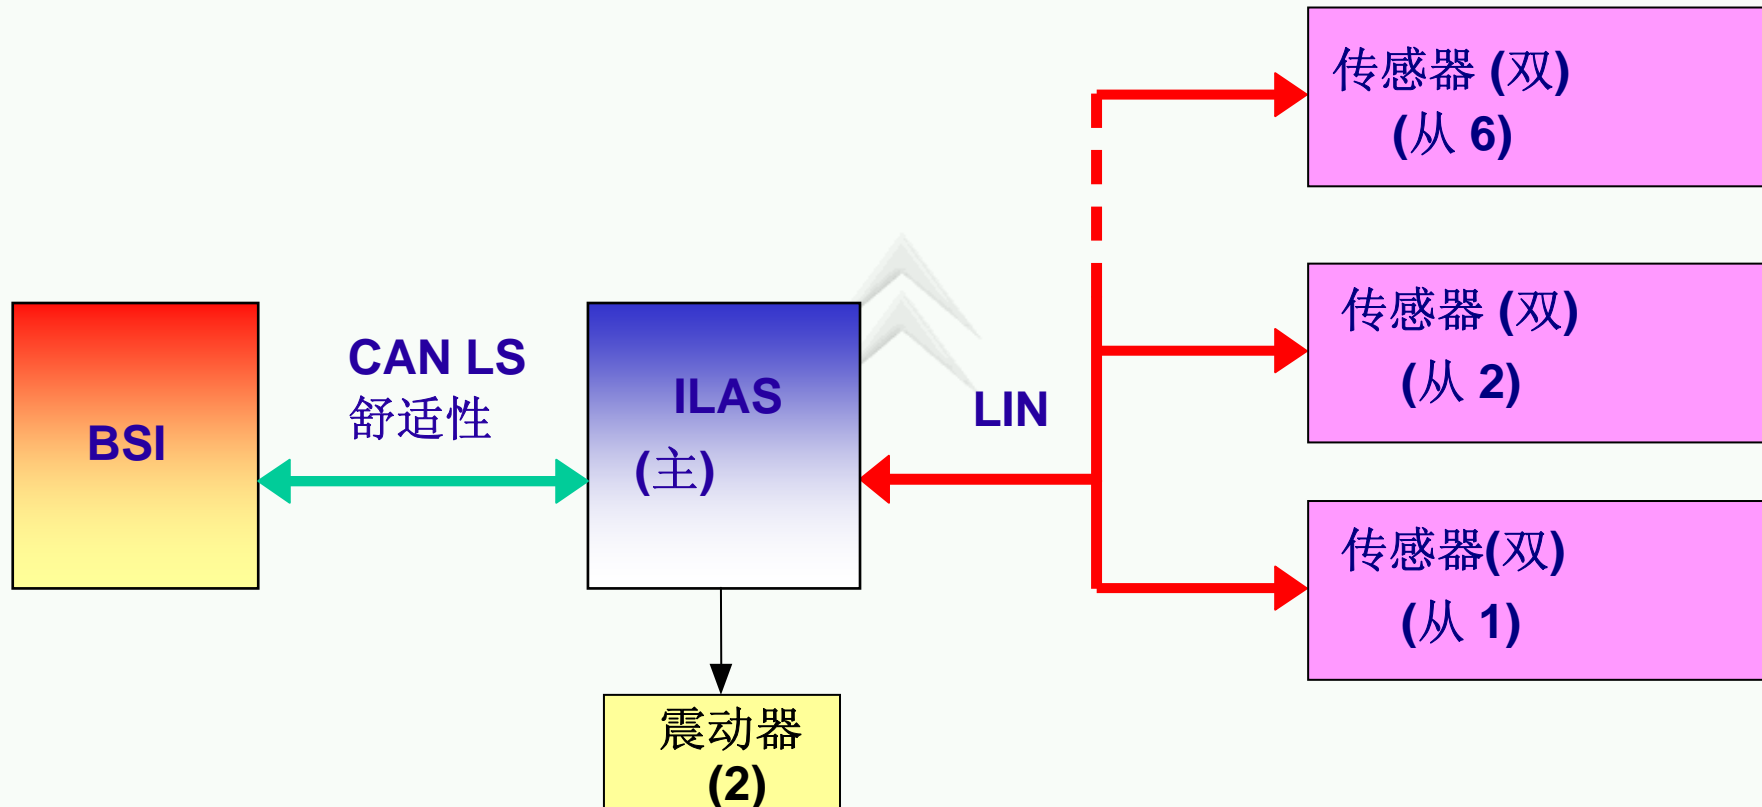 BSI
CAN LS
舒适性
ILAS
(主)
震动器
(2)
LIN
传感器 (双)
(从 6)
传感器 (双)
(从 2)
传感器(双)
(从 1)